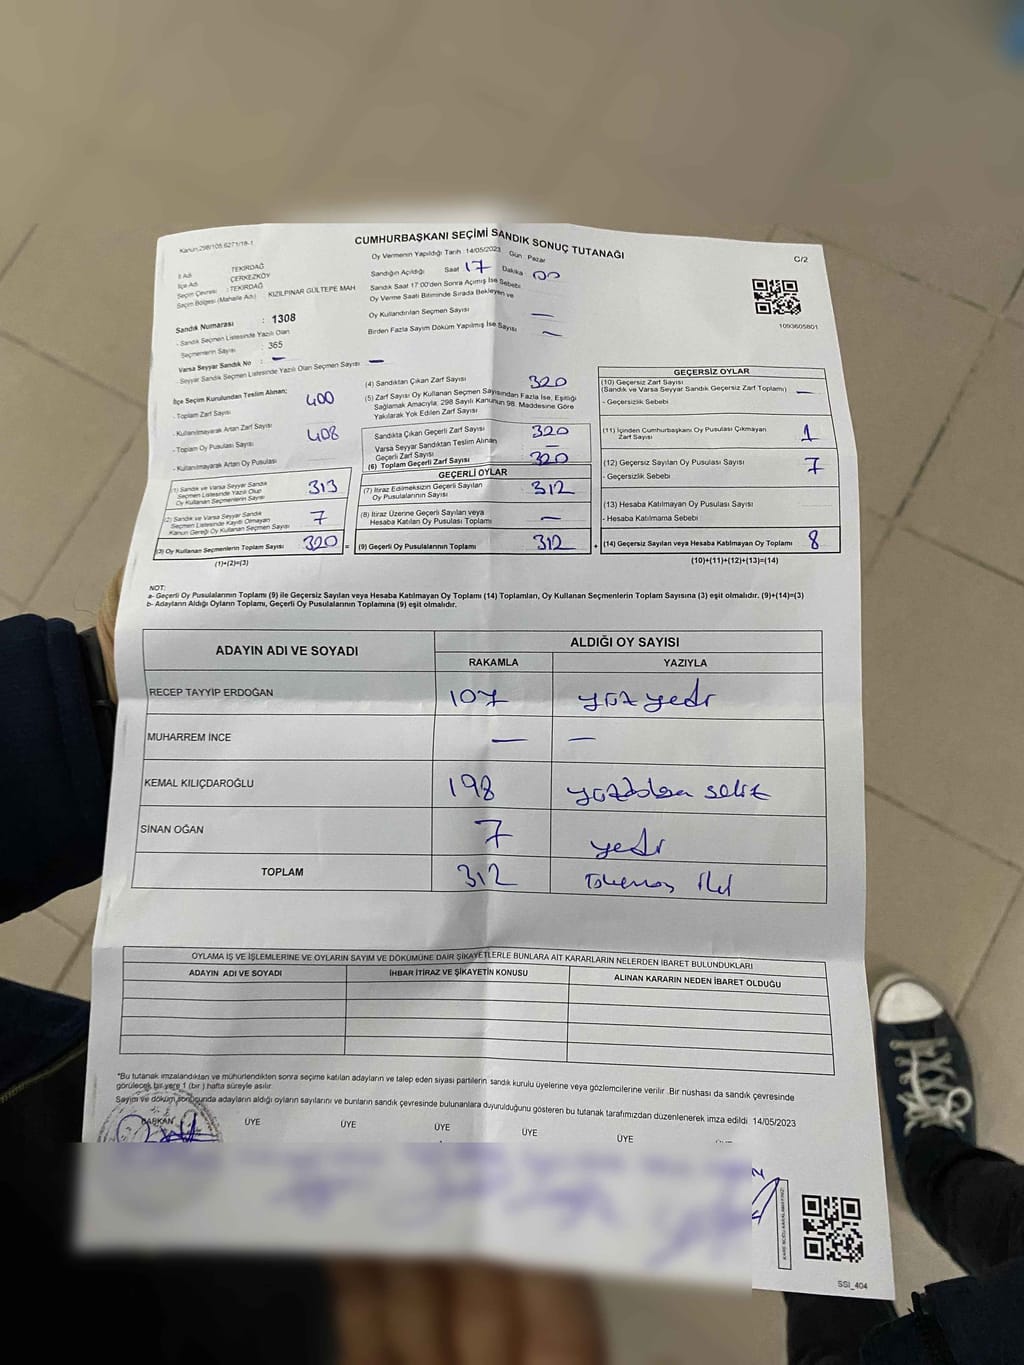 Kanun:298/105.6271/18-1
CUMHURBAŞKANI SEÇİMİ SANDIK SONUÇ TUTANAĞI
C/2
İl Adı TEKİRDAĞ
İlçe Adı ÇERKEZKÖY
Seçim Çevresi : TEKİRDAĞ
Seçim Bölgesi (Mahalle Adı) : KIZILPINAR GÜLTEPE MAH
Sandık Numarası : 1308
- Sandık Seçmen Listesinde Yazılı Olan
Seçmenlerin Sayısı : 365
Varsa Seyyar Sandık No : —
- Seyyar Sandık Seçmen Listesinde Yazılı Olan Seçmen Sayısı —
Oy Vermenin Yapıldığı Tarih : 14/05/2023 Gün Pazar
Sandığın Açıldığı Saat 17 Dakika 00
Sandık Saat 17:00'den Sonra Açılmış İse Sebebi
Oy Verme Saati Bitiminde Sırada Bekleyen ve
Oy Kullandırılan Seçmen Sayısı —
Birden Fazla Sayım Döküm Yapılmış İse Sayısı —
1093605801
İlçe Seçim Kurulundan Teslim Alınan;
- Toplam Zarf Sayısı 400
- Kullanılmayarak Artan Zarf Sayısı
- Toplam Oy Pusulası Sayısı 408
- Kullanılmayarak Artan Oy Pusulası
(1) Sandık ve Varsa Seyyar Sandık
Seçmen Listesinde Yazılı Olup
Oy Kullanan Seçmenlerin Sayısı 313
(2) Sandık ve Varsa Seyyar Sandık
Seçmen Listesinde Kayıtlı Olmayan
Kanun Gereği Oy Kullanan Seçmen Sayısı 7
(3) Oy Kullanan Seçmenlerin Toplam Sayısı 320 =
(1)+(2)=(3)
(4) Sandıktan Çıkan Zarf Sayısı 320
(5) Zarf Sayısı Oy Kullanan Seçmen Sayısından Fazla İse, Eşitliği
Sağlamak Amacıyla, 298 Sayılı Kanunun 98. Maddesine Göre
Yakılarak Yok Edilen Zarf Sayısı
Sandıkta Çıkan Geçerli Zarf Sayısı 320
Varsa Seyyar Sandıktan Teslim Alınan
Geçerli Zarf Sayısı —
(6) Toplam Geçerli Zarf Sayısı 320
GEÇERLİ OYLAR
(7) İtiraz Edilmeksizin Geçerli Sayılan
Oy Pusulalarının Sayısı 312
(8) İtiraz Üzerine Geçerli Sayılan veya
Hesaba Katılan Oy Pusulası Toplamı —
(9) Geçerli Oy Pusulalarının Toplamı 312 +
GEÇERSİZ OYLAR
(10) Geçersiz Zarf Sayısı
(Sandık ve Varsa Seyyar Sandık Geçersiz Zarf Toplamı) —
- Geçersizlik Sebebi
(11) İçinden Cumhurbaşkanı Oy Pusulası Çıkmayan
Zarf Sayısı 1
(12) Geçersiz Sayılan Oy Pusulası Sayısı 7
- Geçersizlik Sebebi
(13) Hesaba Katılmayan Oy Pusulası Sayısı
- Hesaba Katılmama Sebebi
(14) Geçersiz Sayılan veya Hesaba Katılmayan Oy Toplamı 8
(10)+(11)+(12)+(13)=(14)
NOT:
a- Geçerli Oy Pusulalarının Toplamı (9) ile Geçersiz Sayılan veya Hesaba Katılmayan Oy Toplamı (14) Toplamları, Oy Kullanan Seçmenlerin Toplam Sayısına (3) eşit olmalıdır. (9)+(14)=(3)
b- Adayların Aldığı Oyların Toplamı, Geçerli Oy Pusulalarının Toplamına (9) eşit olmalıdır.
ADAYIN ADI VE SOYADI ALDIĞI OY SAYISI
RAKAMLA YAZIYLA
RECEP TAYYİP ERDOĞAN 107 yüz yedi
MUHARREM İNCE — —
KEMAL KILIÇDAROĞLU 198 yüzdoksan sekiz
SİNAN OĞAN 7 yedi
TOPLAM 312
OYLAMA İŞ VE İŞLEMLERİNE VE OYLARIN SAYIM VE DÖKÜMÜNE DAİR ŞİKAYETLERLE BUNLARA AİT KARARLARIN NELERDEN İBARET BULUNDUKLARI
ADAYIN ADI VE SOYADI İHBAR İTİRAZ VE ŞİKAYETİN KONUSU ALINAN KARARIN NEDEN İBARET OLDUĞU
*Bu tutanak imzalandıktan ve mühürlendikten sonra seçime katılan adayların ve talep eden siyasi partilerin sandık kurulu üyelerine veya gözlemcilerine verilir .Bir nushası da sandık çevresinde
görülecek bir yere 1 (bir ) hafta süreyle asılır.
Sayım ve döküm sonucunda adayların aldığı oyların sayılarını ve bunların sandık çevresinde bulunanlara duyurulduğunu gösteren bu tutanak tarafımızdan düzenlenerek imza edildi 14/05/2023
BAŞKAN ÜYE ÜYE ÜYE ÜYE ÜYE
SSI_404